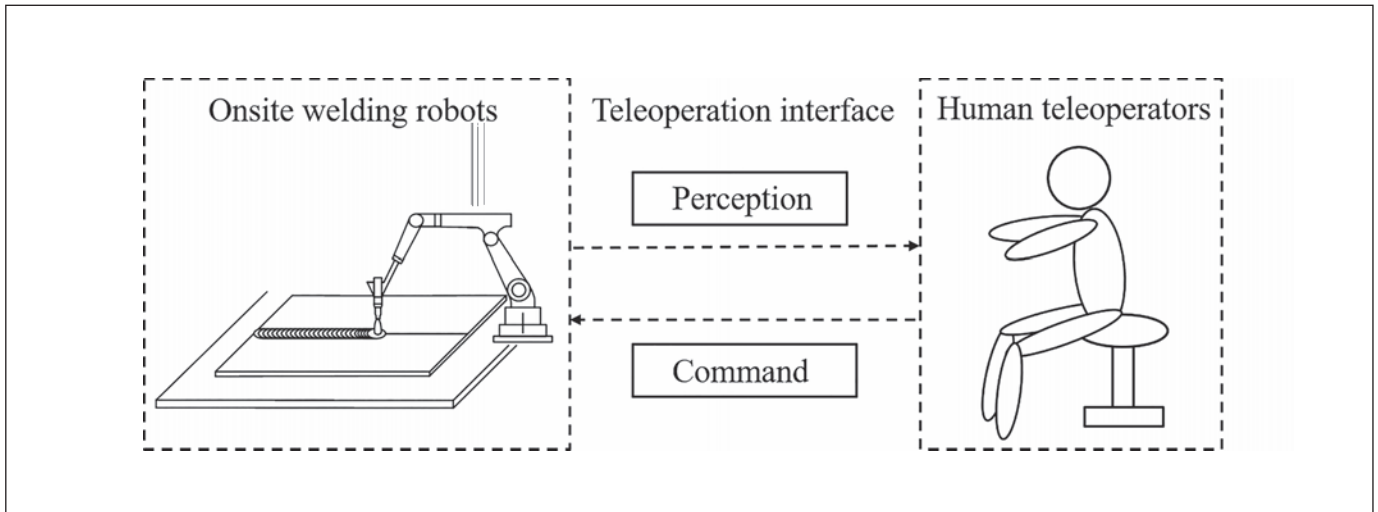 Onsite welding robots
Teleoperation interface
Human teleoperators
Perception
Command